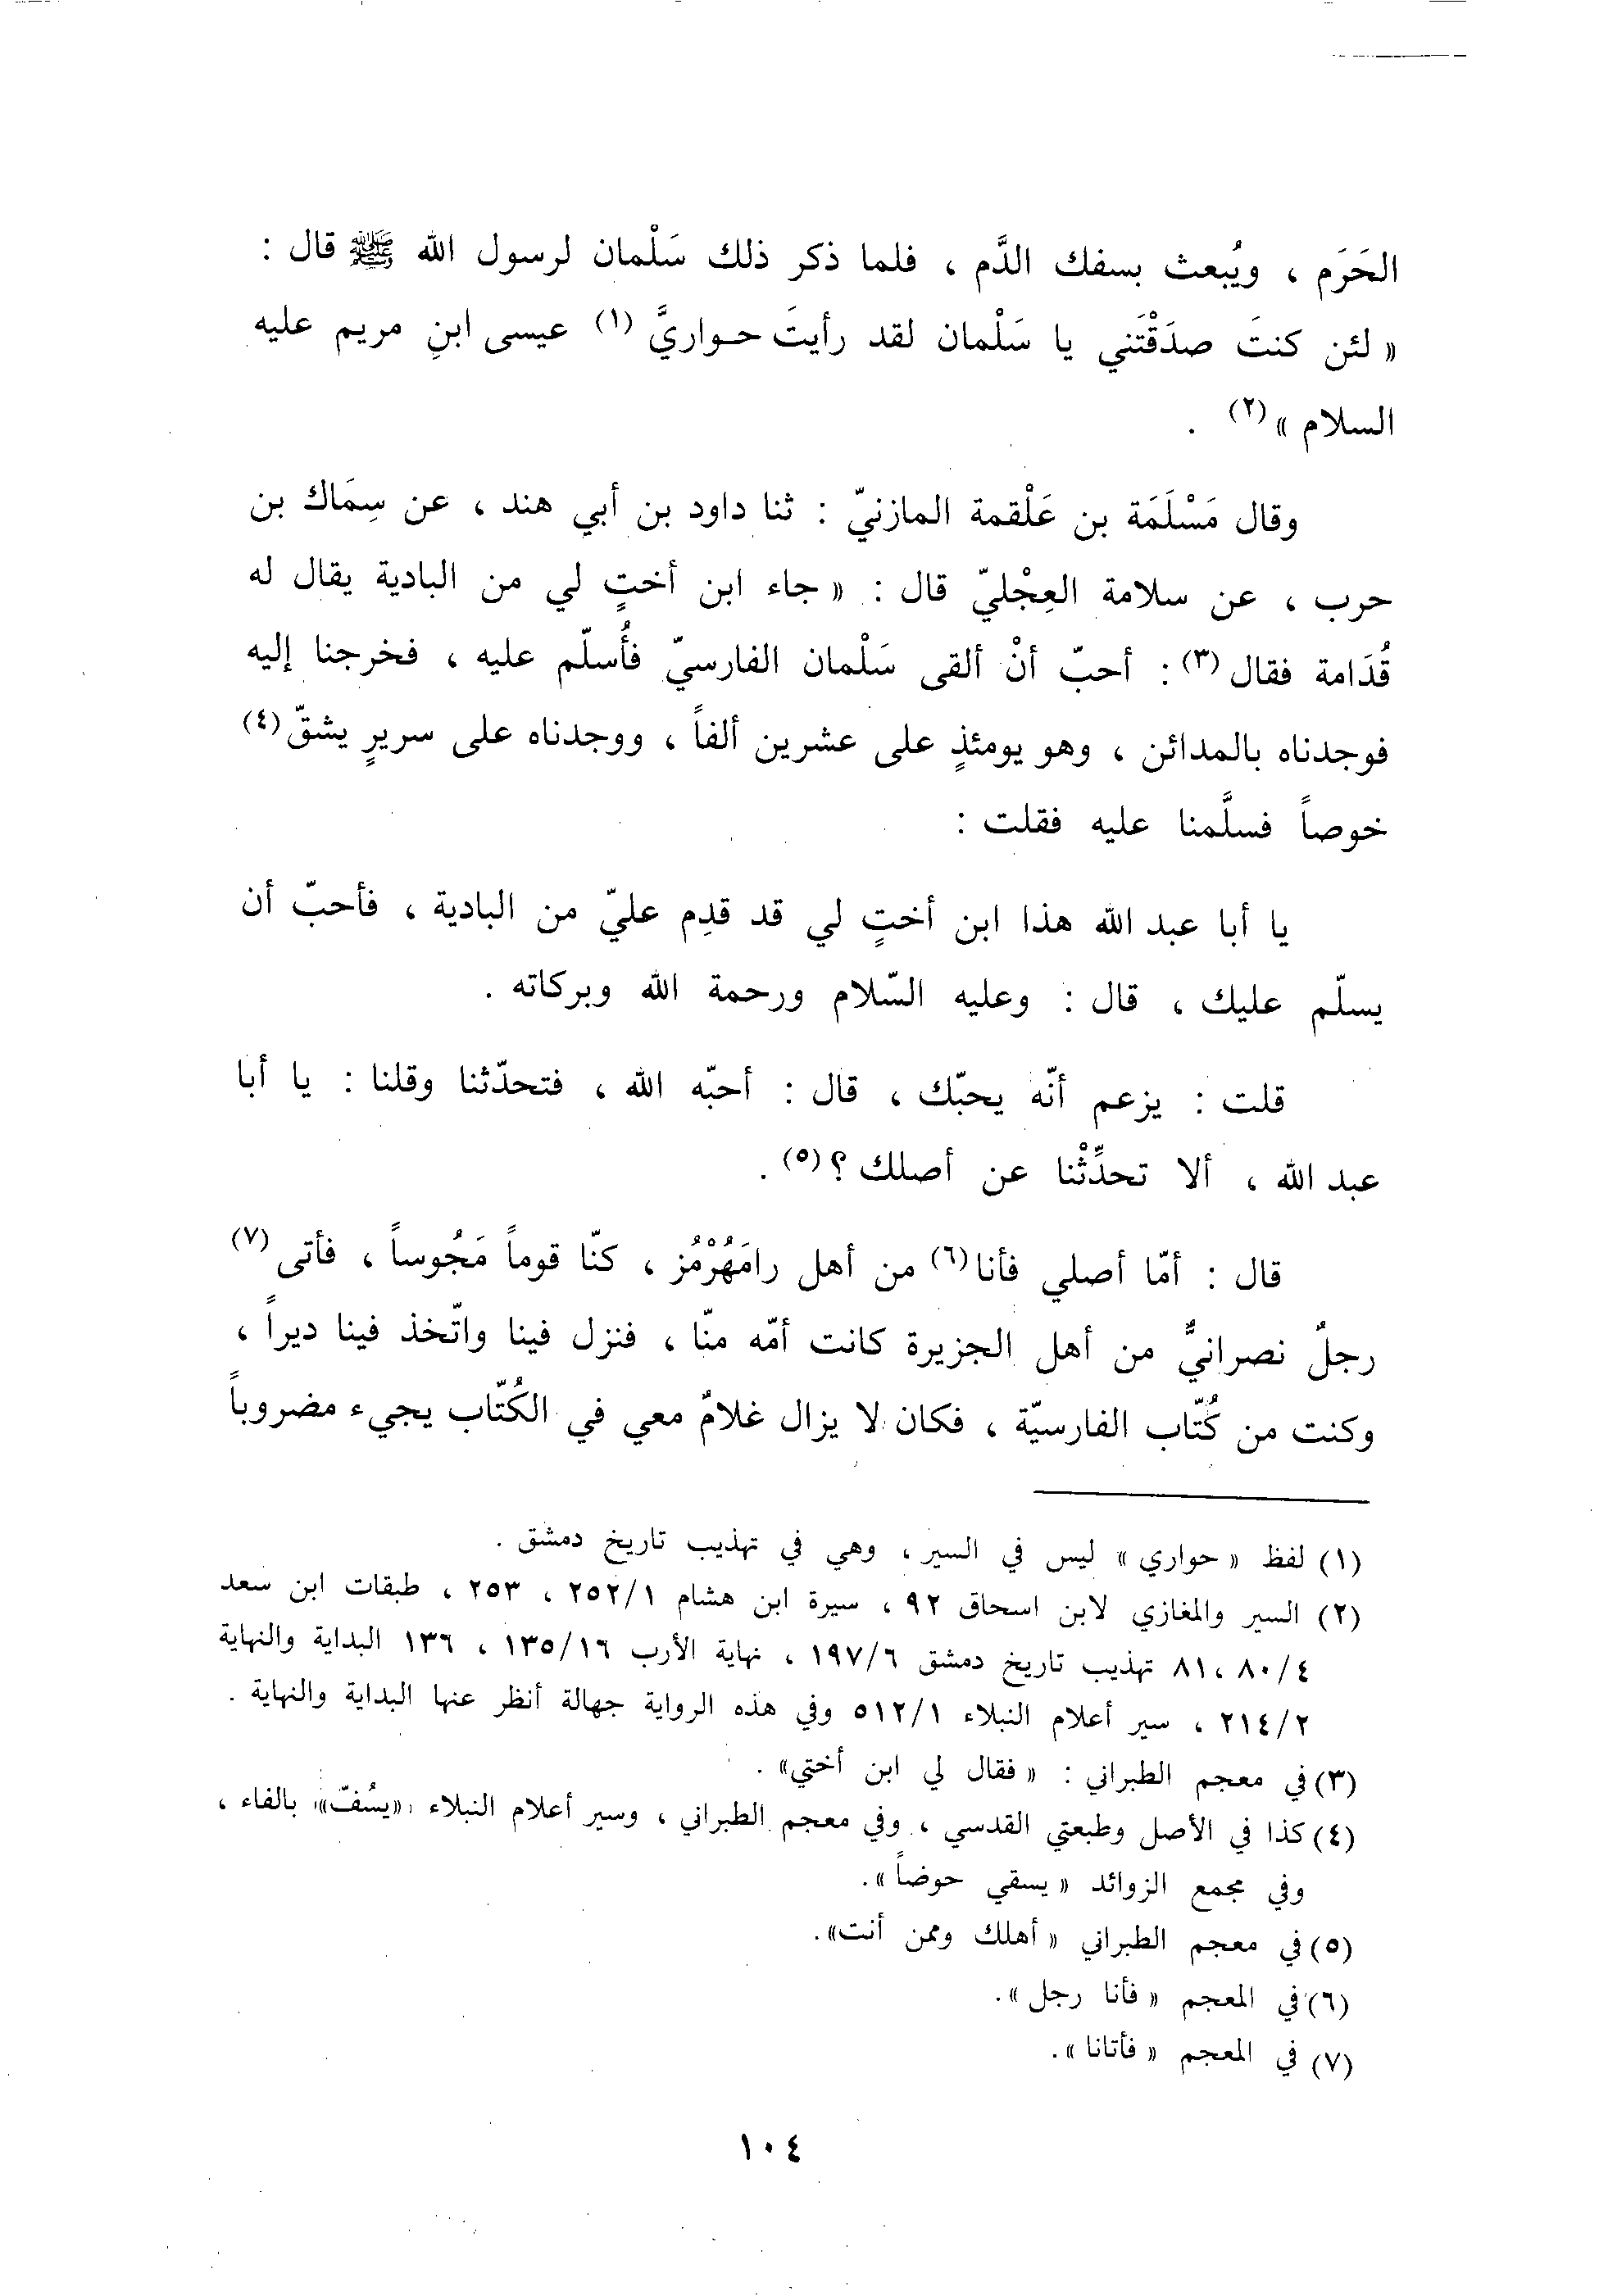 الحَرَم ، ويُبعث بسفك الدَّم ، فلما ذكر ذلك سَلْمان لرسول الله ﷺ قال :
« لئن كنتَ صدَقْتَني يا سَلْمان لقد رأيتَ حواريَّ (١) عيسى ابنِ مريم عليه
السلام »(٢) .
وقال مَسْلَمَة بن عَلْقمة المازنيّ : ثنا داود بن أبي هند ، عن سِمَاك بن
حرب ، عن سلامة العِجْليّ قال : « جاء ابن أختٍ لي من البادية يقال له
قُدَامة فقال (٣) : أحبّ أنْ ألقى سَلْمان الفارسيّ فأُسلّم عليه ، فخرجنا إليه
فوجدناه بالمدائن ، وهو يومئذٍ على عشرين ألفاً ، ووجدناه على سريرٍ يشقّ (٤)
خوصاً فسلَّمنا عليه فقلت :
يا أبا عبد الله هذا ابن أختٍ لي قد قدِم عليّ من البادية ، فأحبّ أن
يسلّم عليك ، قال : وعليه السّلام ورحمة الله وبركاته .
قلت : يزعم أنّه يحبّك ، قال : أحبّه الله ، فتحدّثنا وقلنا : يا أبا
عبد الله ، ألا تحدِّثْنا عن أصلك ؟(٥) .
قال : أمّا أصلي فأنا (٦) من أهل رامَهُرْمُز ، كنّا قوماً مَجُوساً ، فأتى (٧)
رجلٌ نصرانيٌّ من أهل الجزيرة كانت أمّه منّا ، فنزل فينا واتّخذ فينا ديراً ،
وكنت من كُتّاب الفارسيّة ، فكان لا يزال غلامٌ معي في الكُتّاب يجيء مضروباً
(١) لفظ « حواري » ليس في السير ، وهي في تهذيب تاريخ دمشق .
(٢) السير والمغازي لابن اسحاق ٩٢ ، سيرة ابن هشام ٢٥٢/١ ، ٢٥٣ ، طبقات ابن سعد
٨٠/٤ ، ٨١ تهذيب تاريخ دمشق ١٩٧/٦ ، نهاية الأرب ١٣٥/١٦ ، ١٣٦ البداية والنهاية
٢١٤/٢ ، سير أعلام النبلاء ٥١٢/١ وفي هذه الرواية جهالة أنظر عنها البداية والنهاية .
(٣) في معجم الطبراني : « فقال لي ابن أختي» .
(٤) كذا في الأصل وطبعتي القدسي ، وفي معجم الطبراني ، وسير أعلام النبلاء «يسُفّ» بالفاء ،
وفي مجمع الزوائد « يسقي حوضاً ».
(٥) في معجم الطبراني « أهلك وممن أنت».
(٦) في المعجم « فأنا رجل ».
(٧) في المعجم « فأتانا ».
١٠٤